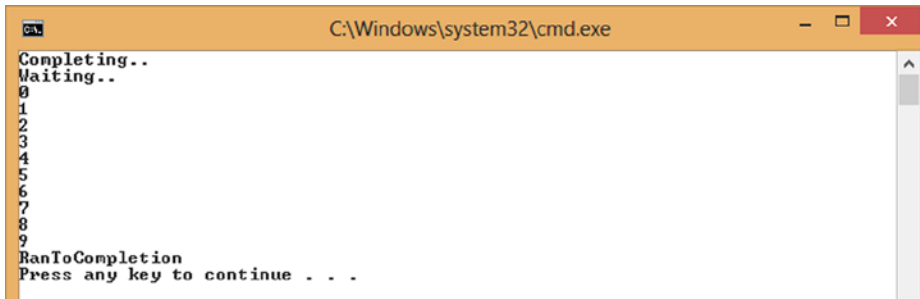 C:\Windows\system32\cmd.exe
Completing..
Waiting..
0
1
2
3
4
5
6
7
8
9
RanToCompletion
Press any key to continue . . .